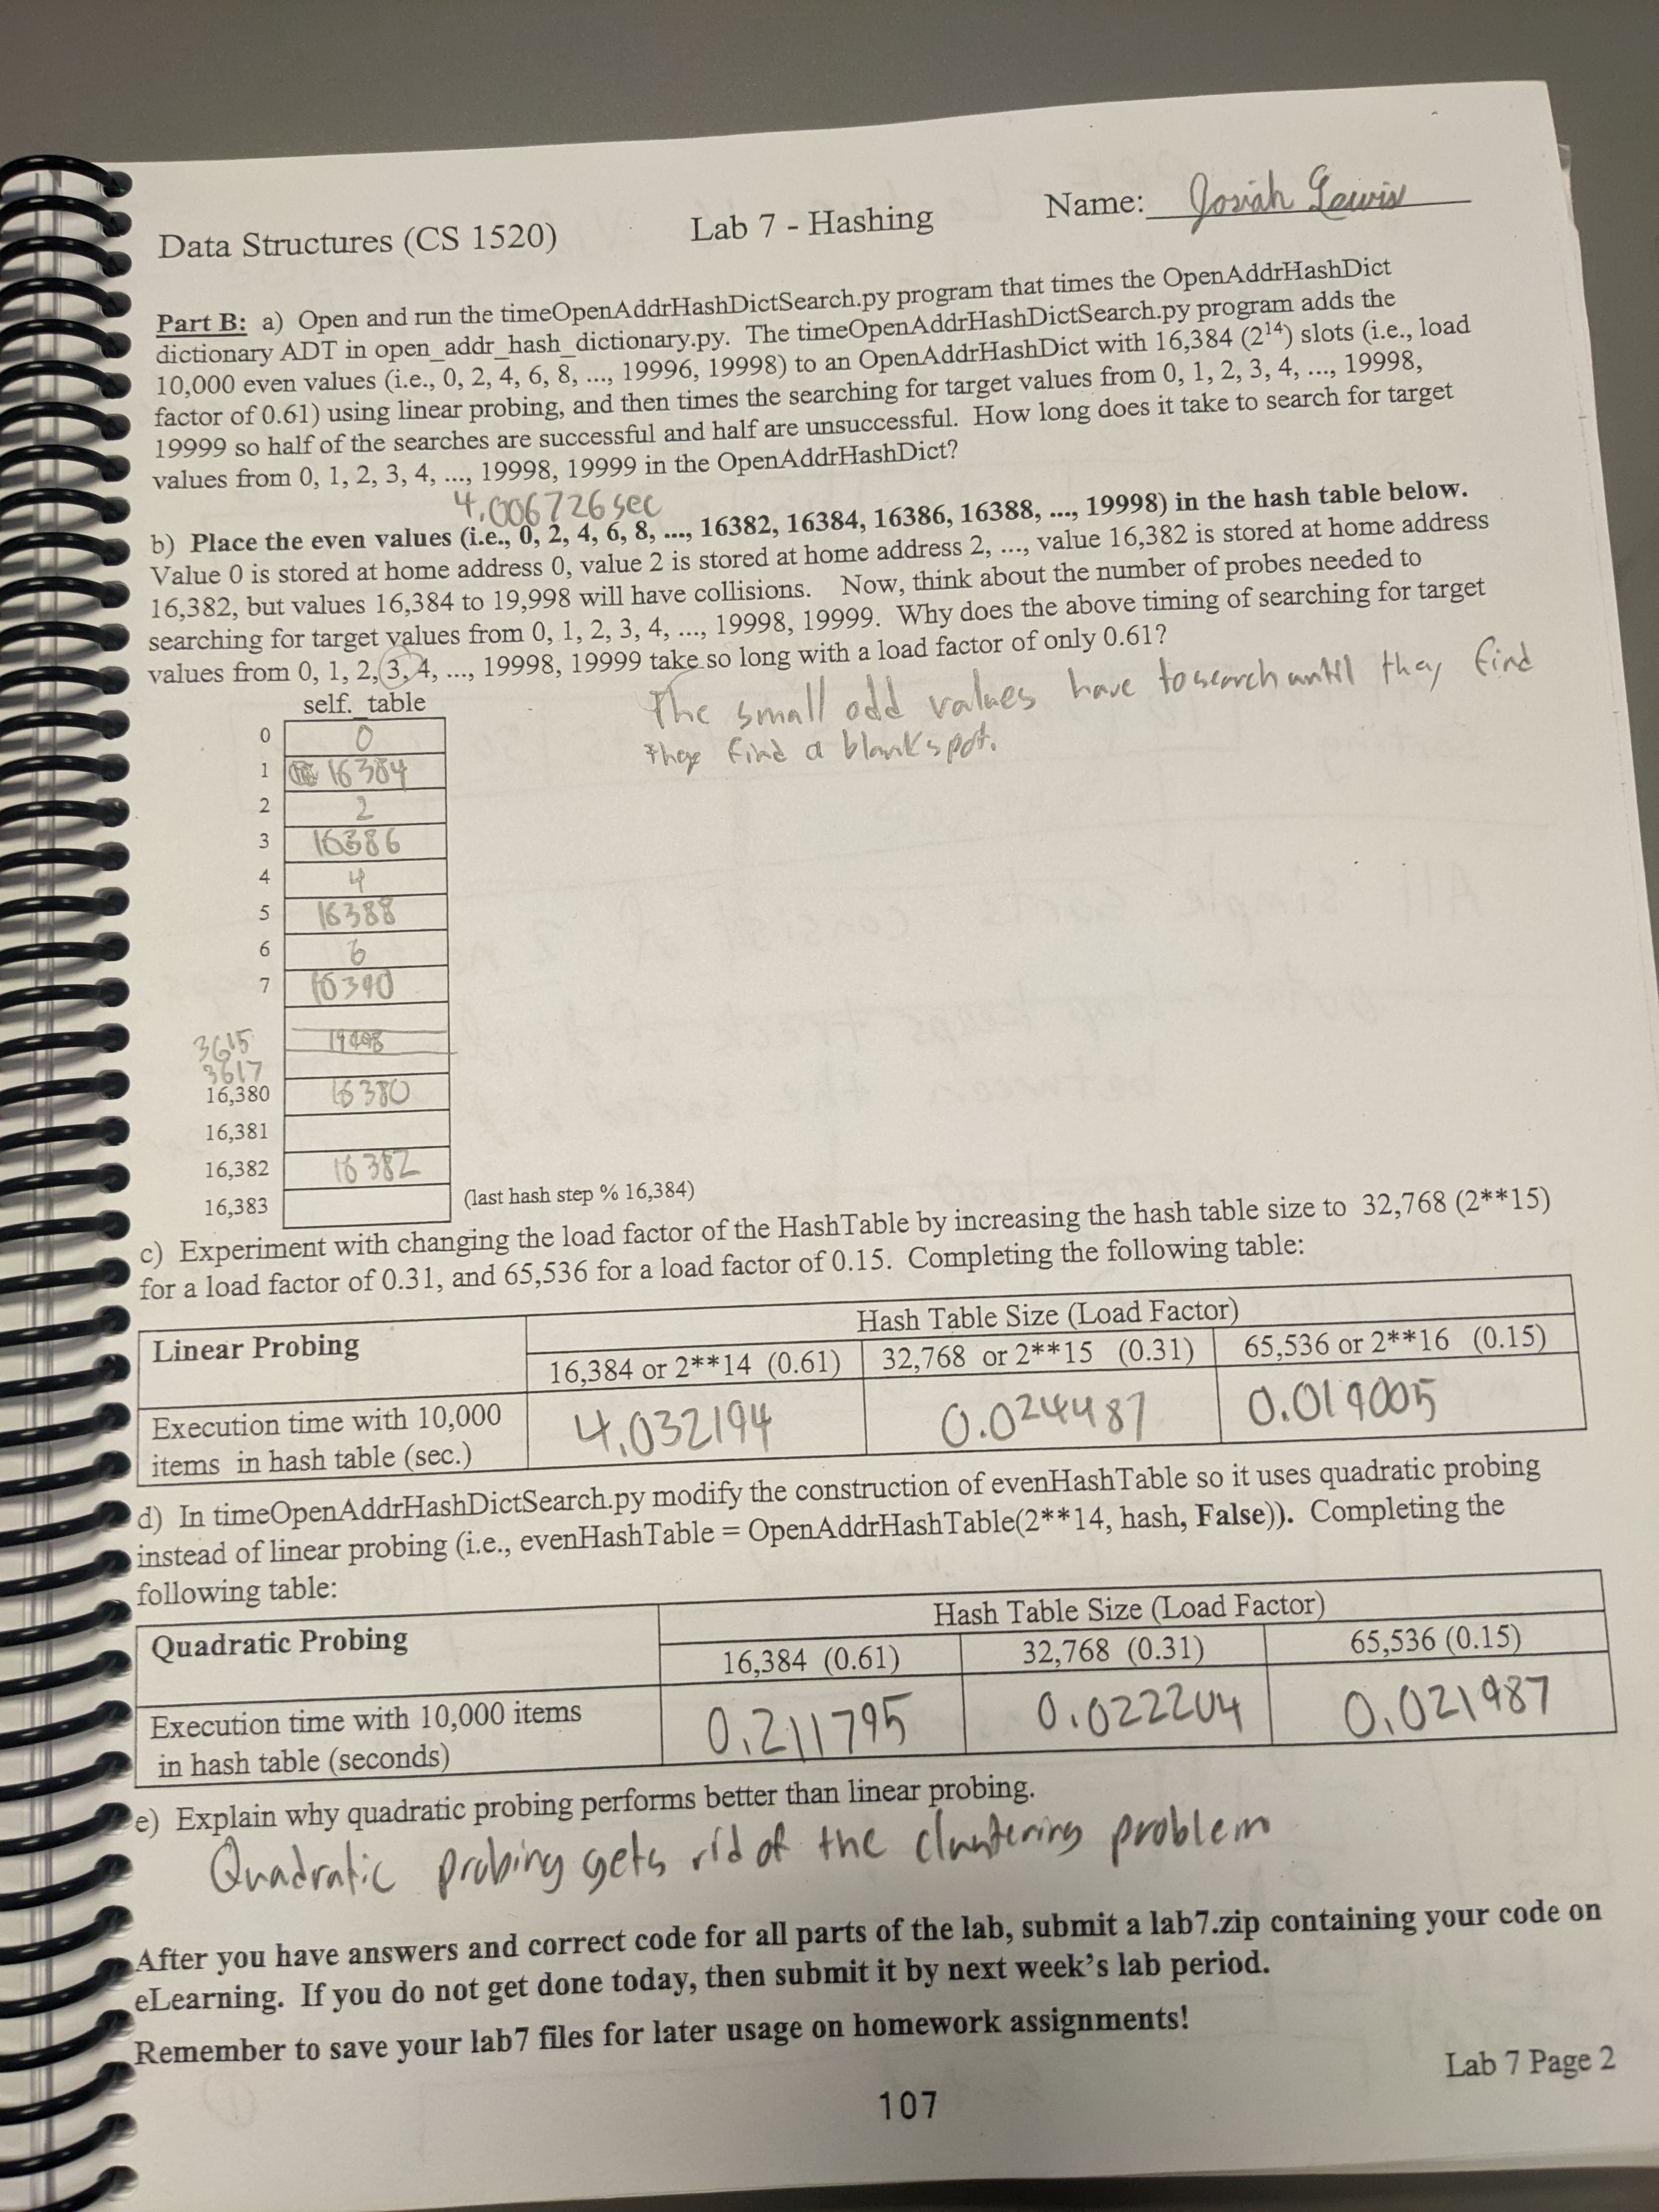 Data Structures (CS 1520) Lab 7 - Hashing Name: Josiah Lewis
Part B: a) Open and run the timeOpenAddrHashDictSearch.py program that times the OpenAddrHashDict
dictionary ADT in open_addr_hash_dictionary.py. The timeOpenAddrHashDictSearch.py program adds the
10,000 even values (i.e., 0, 2, 4, 6, 8, ..., 19996, 19998) to an OpenAddrHashDict with 16,384 (2^14) slots (i.e., load
factor of 0.61) using linear probing, and then times the searching for target values from 0, 1, 2, 3, 4, ..., 19998,
19999 so half of the searches are successful and half are unsuccessful. How long does it take to search for target
values from 0, 1, 2, 3, 4, ..., 19998, 19999 in the OpenAddrHashDict?
4.006726 sec
b) Place the even values (i.e., 0, 2, 4, 6, 8, ..., 16382, 16384, 16386, 16388, ..., 19998) in the hash table below.
Value 0 is stored at home address 0, value 2 is stored at home address 2, ..., value 16,382 is stored at home address
16,382, but values 16,384 to 19,998 will have collisions. Now, think about the number of probes needed to
searching for target values from 0, 1, 2, 3, 4, ..., 19998, 19999. Why does the above timing of searching for target
values from 0, 1, 2, 3, 4, ..., 19998, 19999 take so long with a load factor of only 0.61?
The small odd values have to search until they find
they find a blank spot.
self._table
0 0
1 16384
2 2
3 16386
4 4
5 16388
6 6
7 16390
3615
3617
16,380 16380
16,381
16,382 16382
16,383 (last hash step % 16,384)
c) Experiment with changing the load factor of the HashTable by increasing the hash table size to 32,768 (2**15)
for a load factor of 0.31, and 65,536 for a load factor of 0.15. Completing the following table:
Hash Table Size (Load Factor)
Linear Probing
16,384 or 2**14 (0.61) 32,768 or 2**15 (0.31) 65,536 or 2**16 (0.15)
Execution time with 10,000
items in hash table (sec.)
4.032194 0.024487 0.019005
d) In timeOpenAddrHashDictSearch.py modify the construction of evenHashTable so it uses quadratic probing
instead of linear probing (i.e., evenHashTable = OpenAddrHashTable(2**14, hash, False)). Completing the
following table:
Hash Table Size (Load Factor)
Quadratic Probing
16,384 (0.61) 32,768 (0.31) 65,536 (0.15)
Execution time with 10,000 items
in hash table (seconds)
0.211795 0.022204 0.021987
e) Explain why quadratic probing performs better than linear probing.
Quadratic probing gets rid of the clustering problem
After you have answers and correct code for all parts of the lab, submit a lab7.zip containing your code on
eLearning. If you do not get done today, then submit it by next week's lab period.
Remember to save your lab7 files for later usage on homework assignments!
Lab 7 Page 2
107